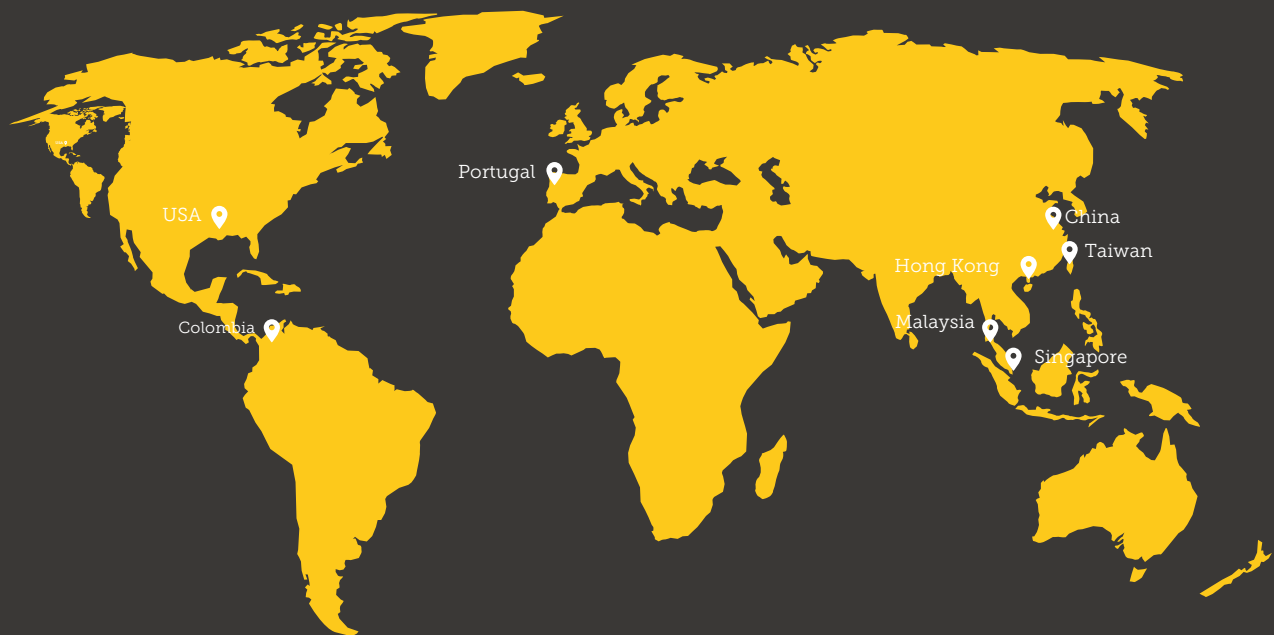 Portugal
USA
China
Taiwan
Hong Kong
Malaysia
Colombia
Singapore